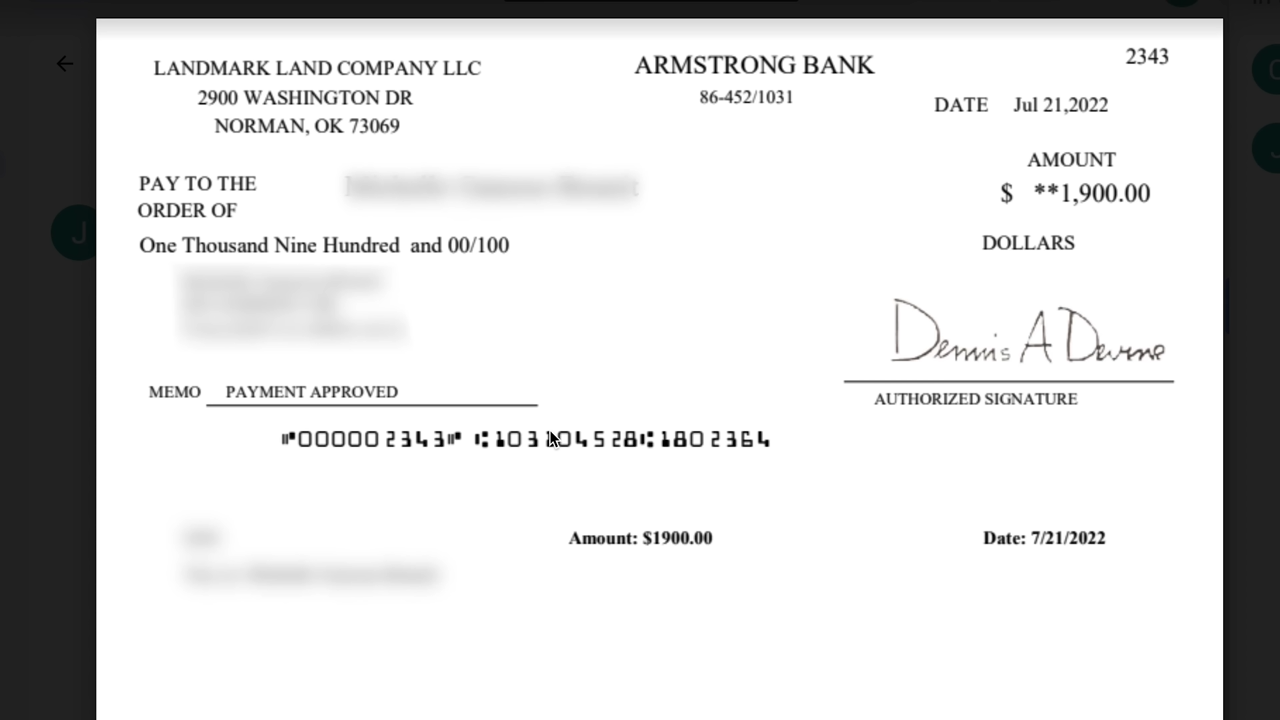 LANDMARK LAND COMPANY LLC
2900 WASHINGTON DR
NORMAN, OK 73069
ARMSTRONG BANK
86-452/1031
2343
DATE Jul 21,2022
AMOUNT
$ **1,900.00
PAY TO THE
ORDER OF
One Thousand Nine Hundred and 00/100
DOLLARS
Dennis A Devine
AUTHORIZED SIGNATURE
MEMO PAYMENT APPROVED
⑈000002343⑈ ⑆103104528⑆1802364
Amount: $1900.00
Date: 7/21/2022
J